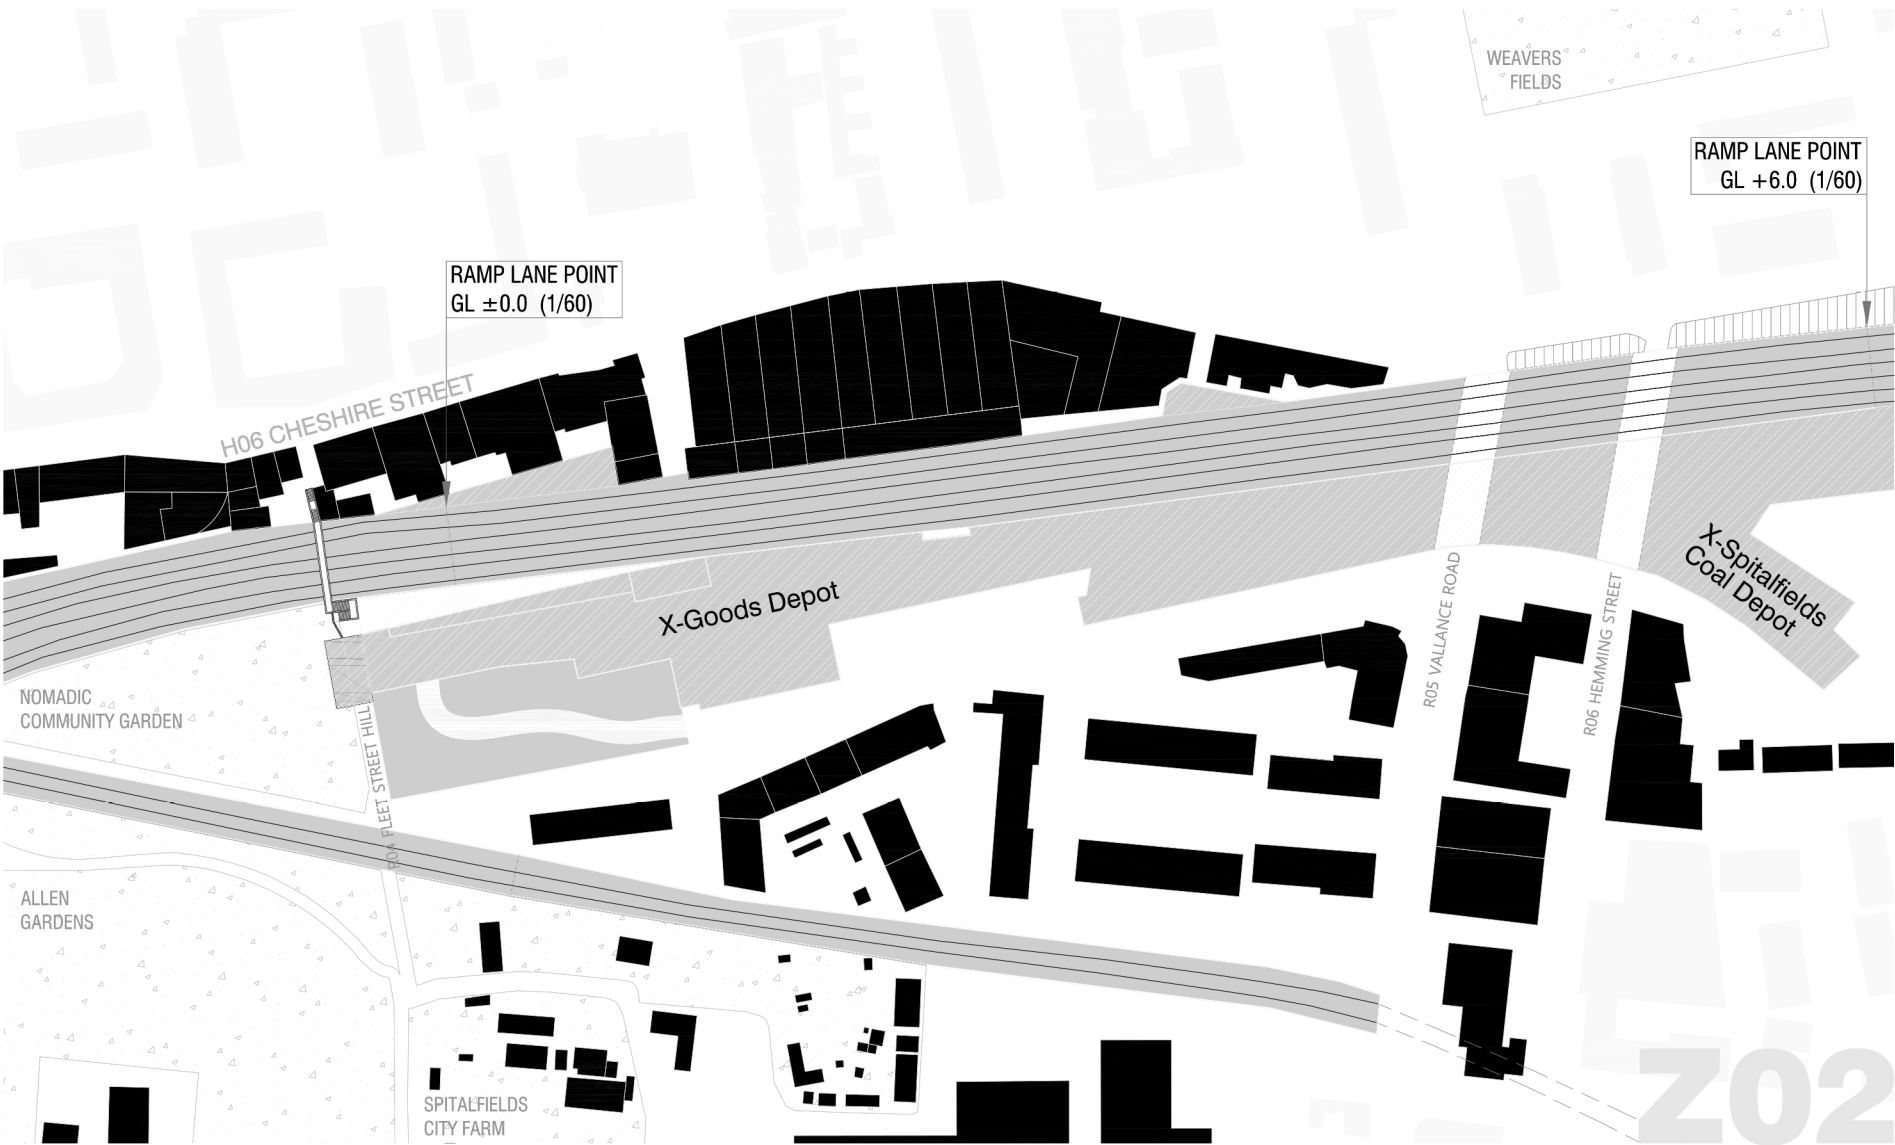 WEAVERS
FIELDS
RAMP LANE POINT
GL +6.0 (1/60)
RAMP LANE POINT
GL ±0.0 (1/60)
H06 CHESHIRE STREET
X-Goods Depot
X-Spitalfields
Coal Depot
R05 VALLANCE ROAD
R06 HEMMING STREET
NOMADIC
COMMUNITY GARDEN
R04 FLEET STREET HILL
ALLEN
GARDENS
SPITALFIELDS
CITY FARM
Z02